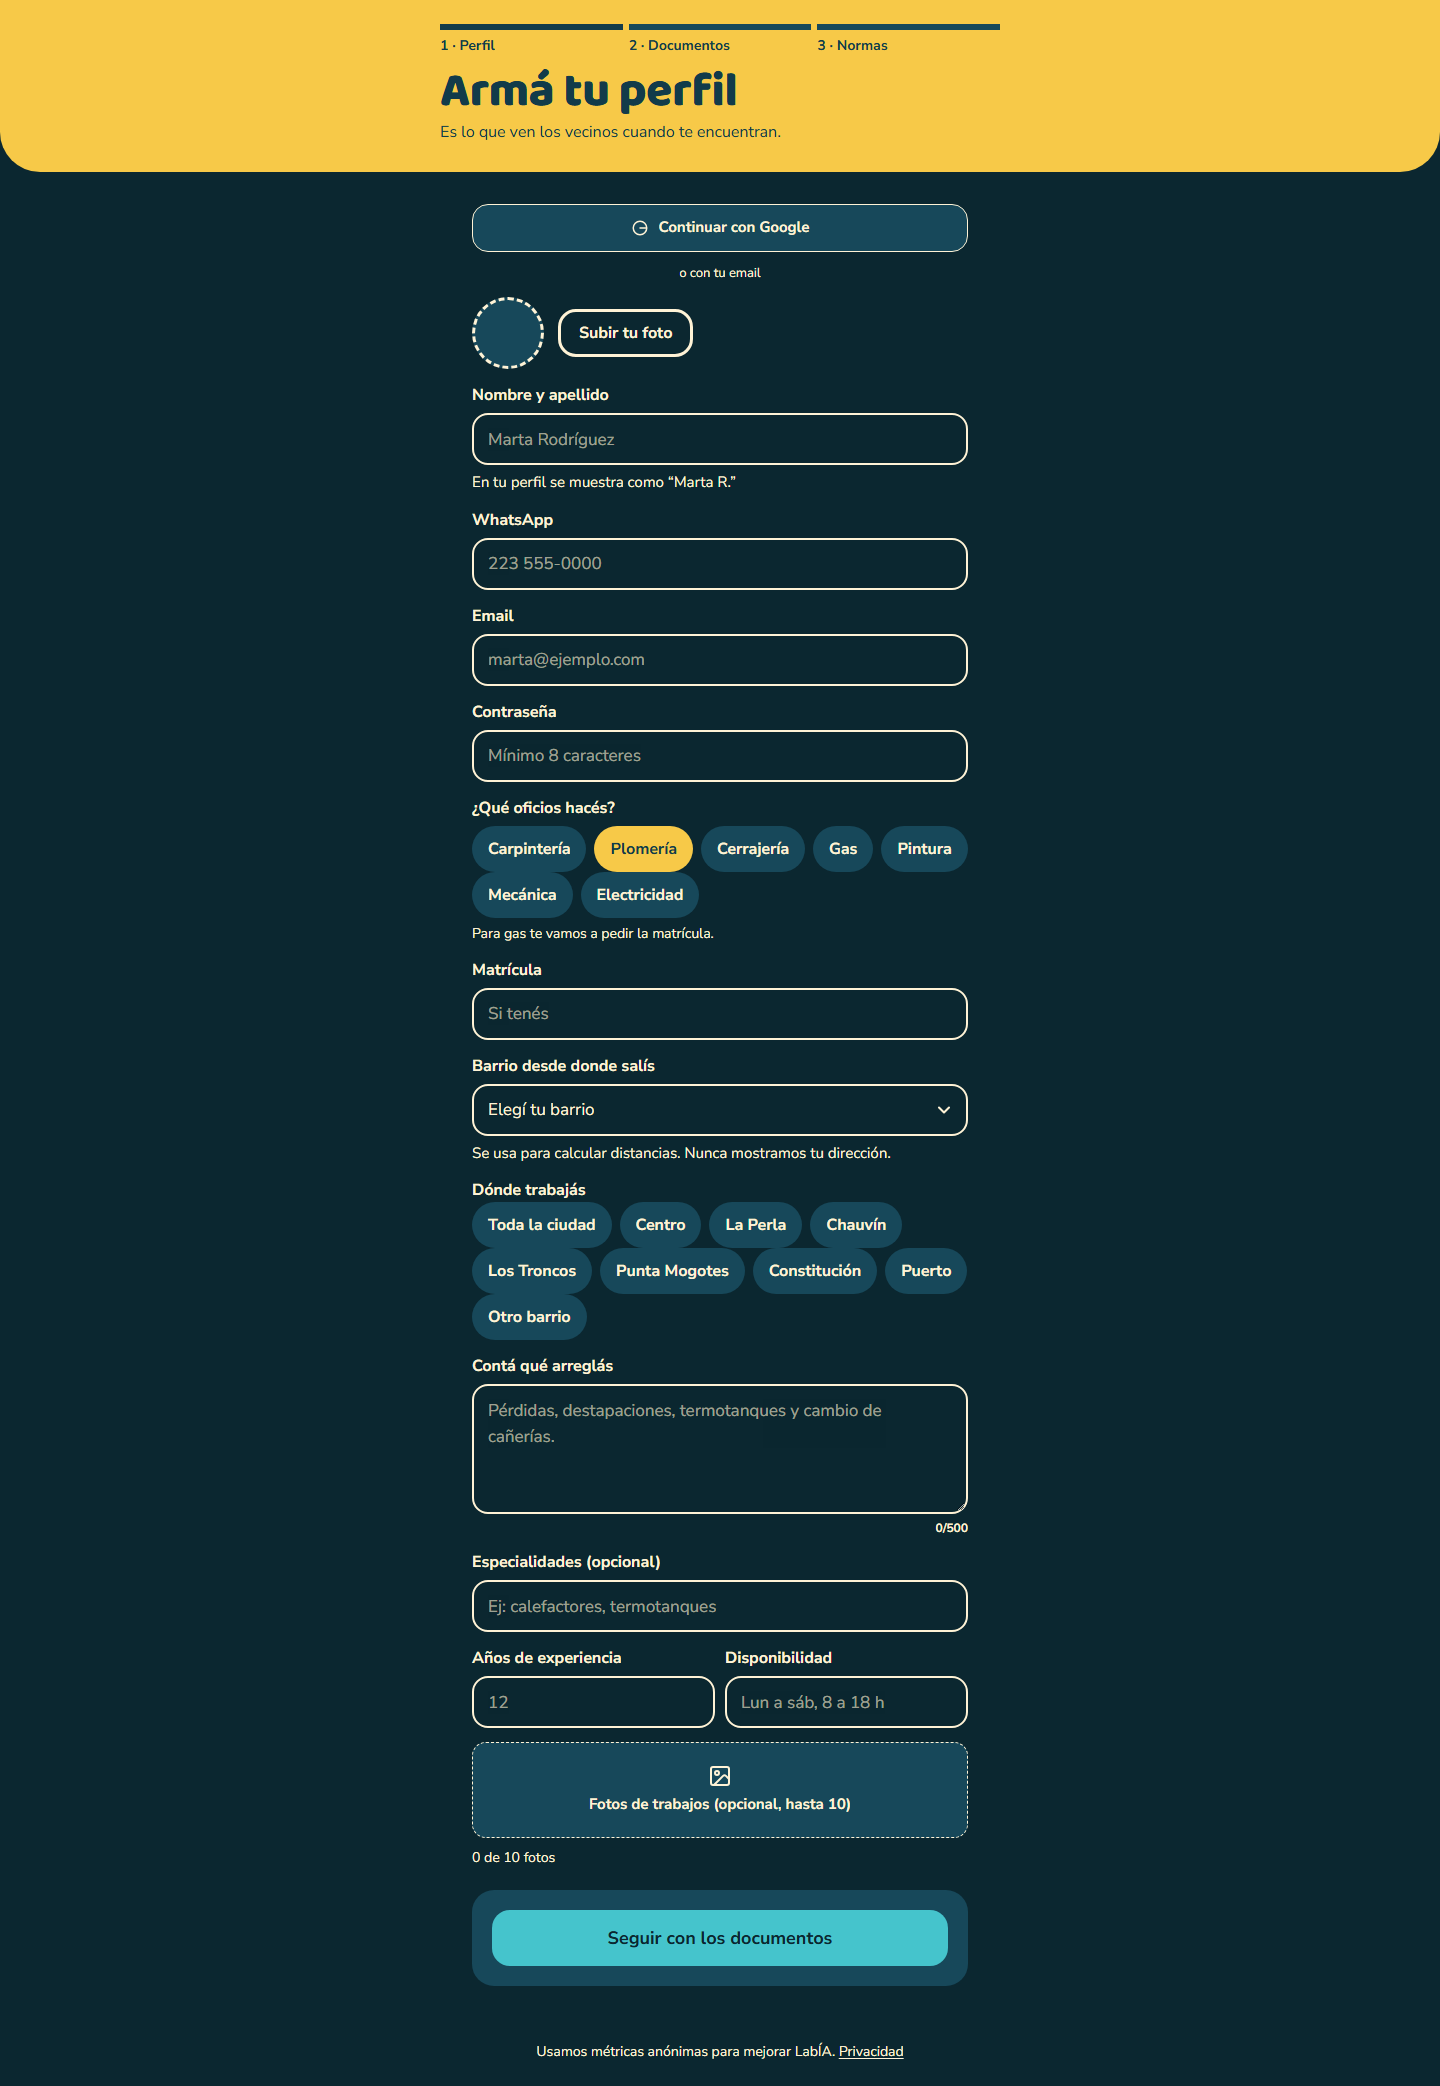 1 · Perfil
2 · Documentos
3 · Normas
Armá tu perfil
Es lo que ven los vecinos cuando te encuentran.
Continuar con Google
o con tu email
Subir tu foto
Nombre y apellido
Marta Rodríguez
En tu perfil se muestra como “Marta R.”
WhatsApp
223 555-0000
Email
marta@ejemplo.com
Contraseña
Mínimo 8 caracteres
¿Qué oficios hacés?
Carpintería
Plomería
Cerrajería
Gas
Pintura
Mecánica
Electricidad
Para gas te vamos a pedir la matrícula.
Matrícula
Si tenés
Barrio desde donde salís
Elegí tu barrio
Se usa para calcular distancias. Nunca mostramos tu dirección.
Dónde trabajás
Toda la ciudad
Centro
La Perla
Chauvín
Los Troncos
Punta Mogotes
Constitución
Puerto
Otro barrio
Contá qué arreglás
Pérdidas, destapaciones, termotanques y cambio de
cañerías.
0/500
Especialidades (opcional)
Ej: calefactores, termotanques
Años de experiencia
Disponibilidad
12
Lun a sáb, 8 a 18 h
Fotos de trabajos (opcional, hasta 10)
0 de 10 fotos
Seguir con los documentos
Usamos métricas anónimas para mejorar LabÍA. Privacidad